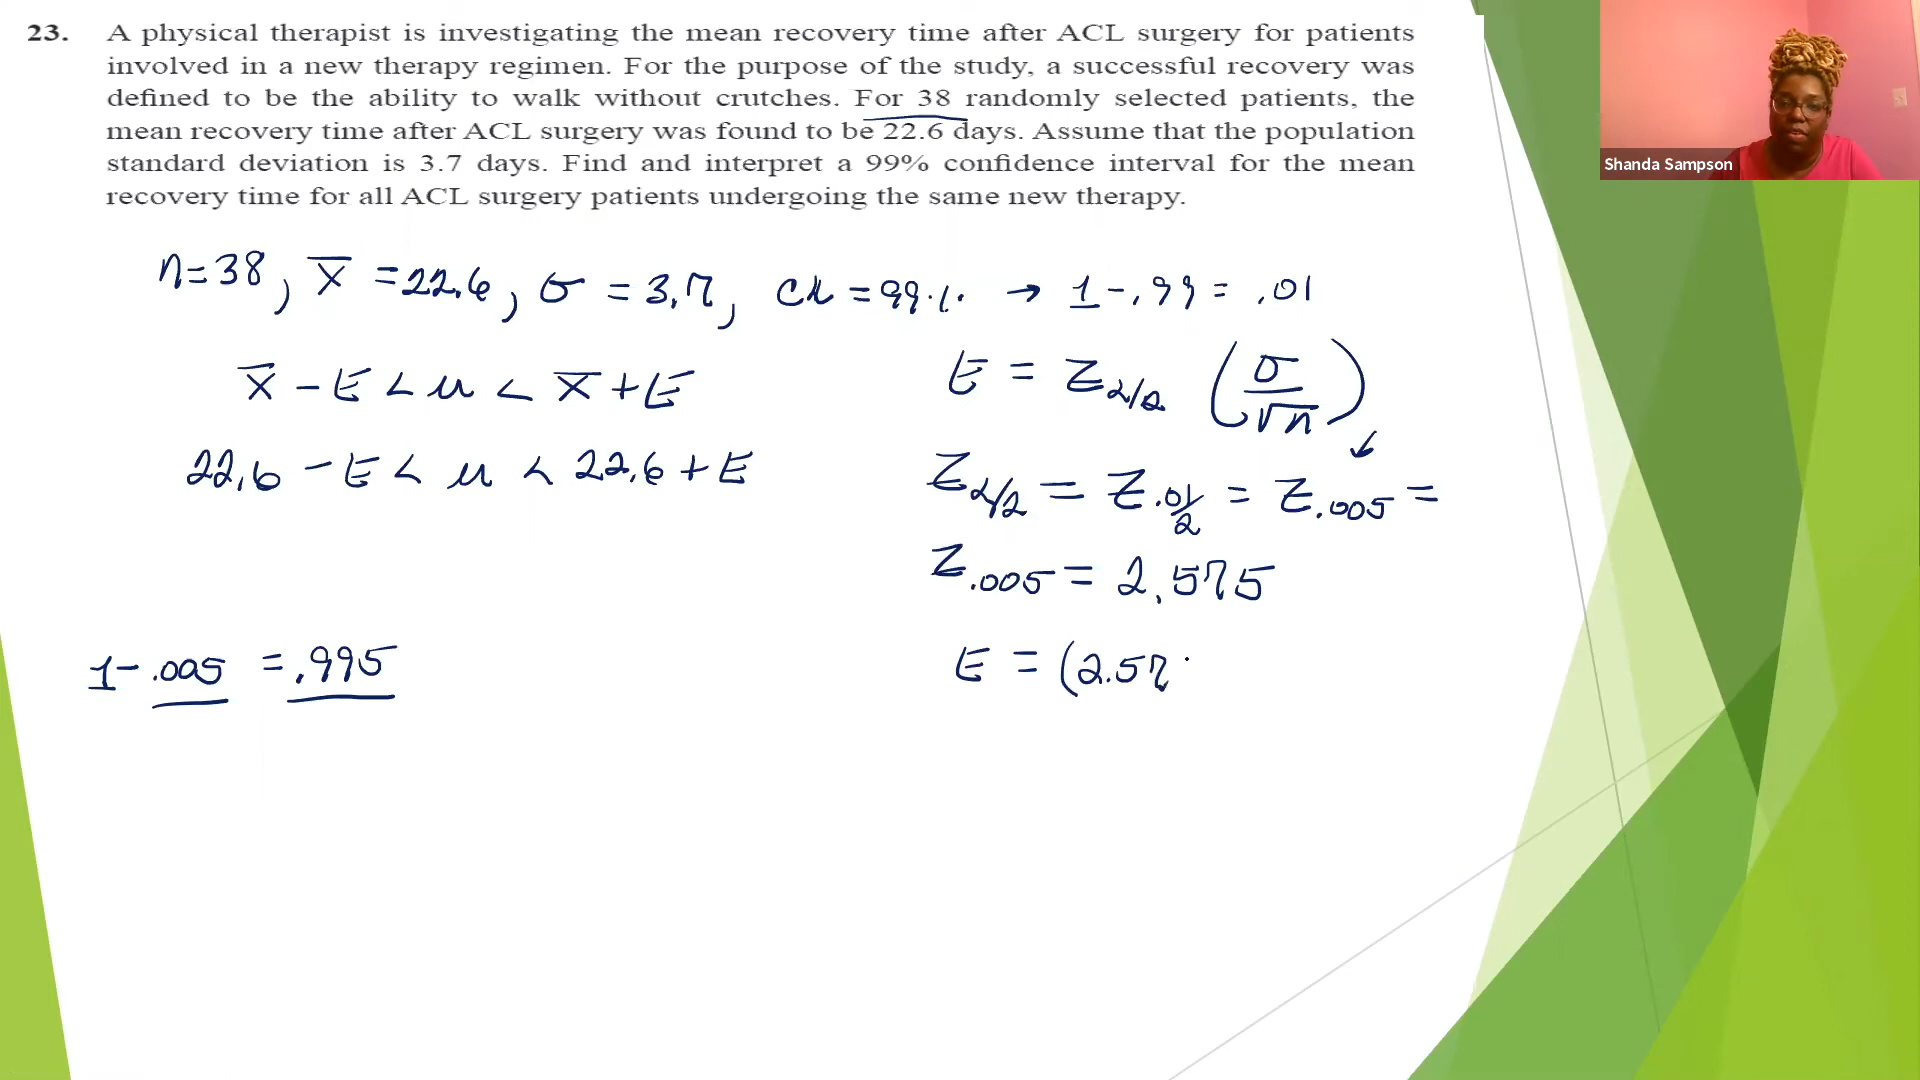 23. A physical therapist is investigating the mean recovery time after ACL surgery for patients
involved in a new therapy regimen. For the purpose of the study, a successful recovery was
defined to be the ability to walk without crutches. For 38 randomly selected patients, the
mean recovery time after ACL surgery was found to be 22.6 days. Assume that the population
standard deviation is 3.7 days. Find and interpret a 99% confidence interval for the mean
recovery time for all ACL surgery patients undergoing the same new therapy.
Shanda Sampson
n=38, x̄ =22.6, σ = 3.7, CL = 99% → 1-.99 = .01
x̄ - E < μ < x̄ + E
E = Z α/2 (σ/√n)
22.6 - E < μ < 22.6 + E
Z α/2 = Z .01/2 = Z .005 =
Z .005 = 2.575
1 - .005 = .995
E = (2.57